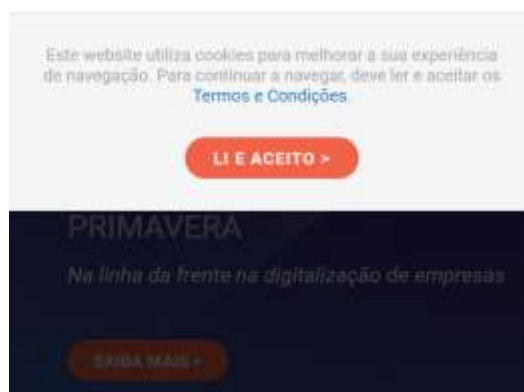 Este website utiliza cookies para melhorar a sua experiência
de navegação. Para continuar a navegar, deve ler e aceitar os
Termos e Condições.
LI E ACEITO >
PRIMAVERA
Na linha da frente na digitalização de empresas
SAIBA MAIS >